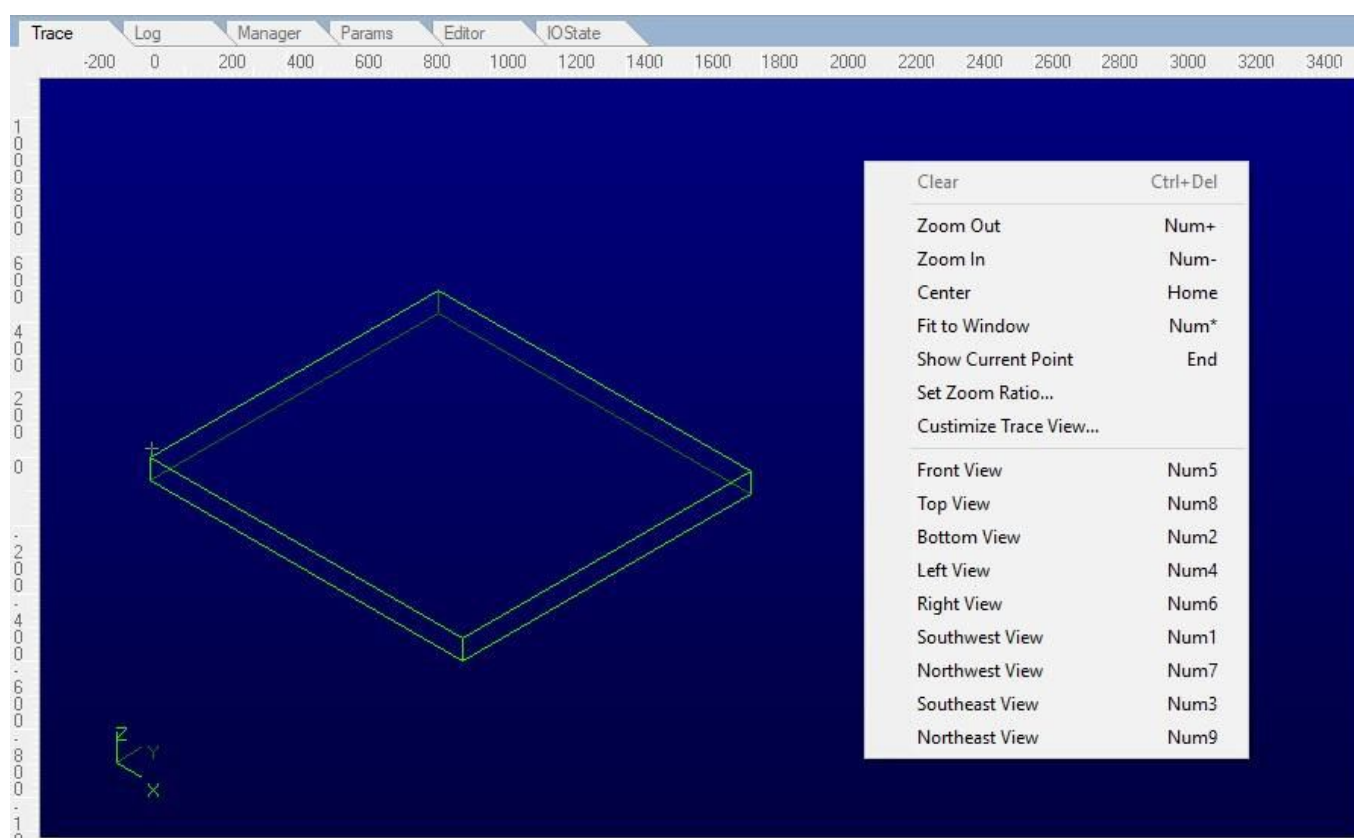 Trace Log Manager Params Editor IOState
-200 0 200 400 600 800 1000 1200 1400 1600 1800 2000 2200 2400 2600 2800 3000 3200 3400
1000
800
600
400
200
0
-200
-400
-600
-800
Clear Ctrl+Del
Zoom Out Num+
Zoom In Num-
Center Home
Fit to Window Num*
Show Current Point End
Set Zoom Ratio...
Custimize Trace View...
Front View Num5
Top View Num8
Bottom View Num2
Left View Num4
Right View Num6
Southwest View Num1
Northwest View Num7
Southeast View Num3
Northeast View Num9
Z
Y
X